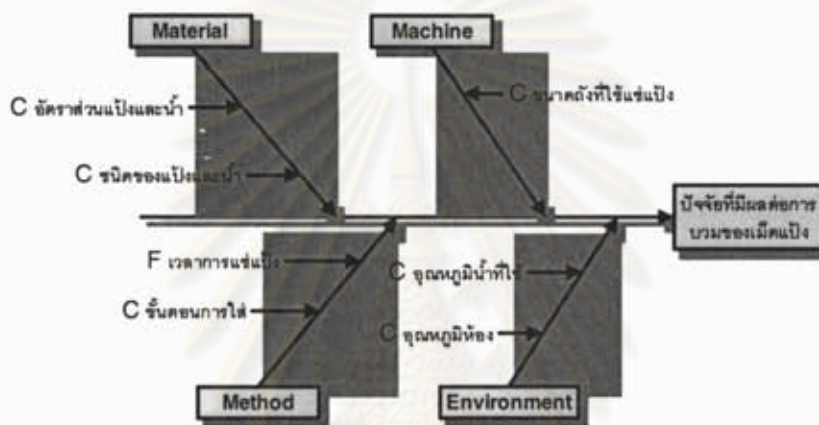 Material
Machine
C อัตราส่วนแป้งและน้ำ
C ขนาดถังที่ใช้แช่แป้ง
C ชนิดของแป้งและน้ำ
ปัจจัยที่มีผลต่อการ
บวมของเม็ดแป้ง
F เวลาการแช่แป้ง
C อุณหภูมิน้ำที่ใช้
C ขั้นตอนการใส่
C อุณหภูมิห้อง
Method
Environment